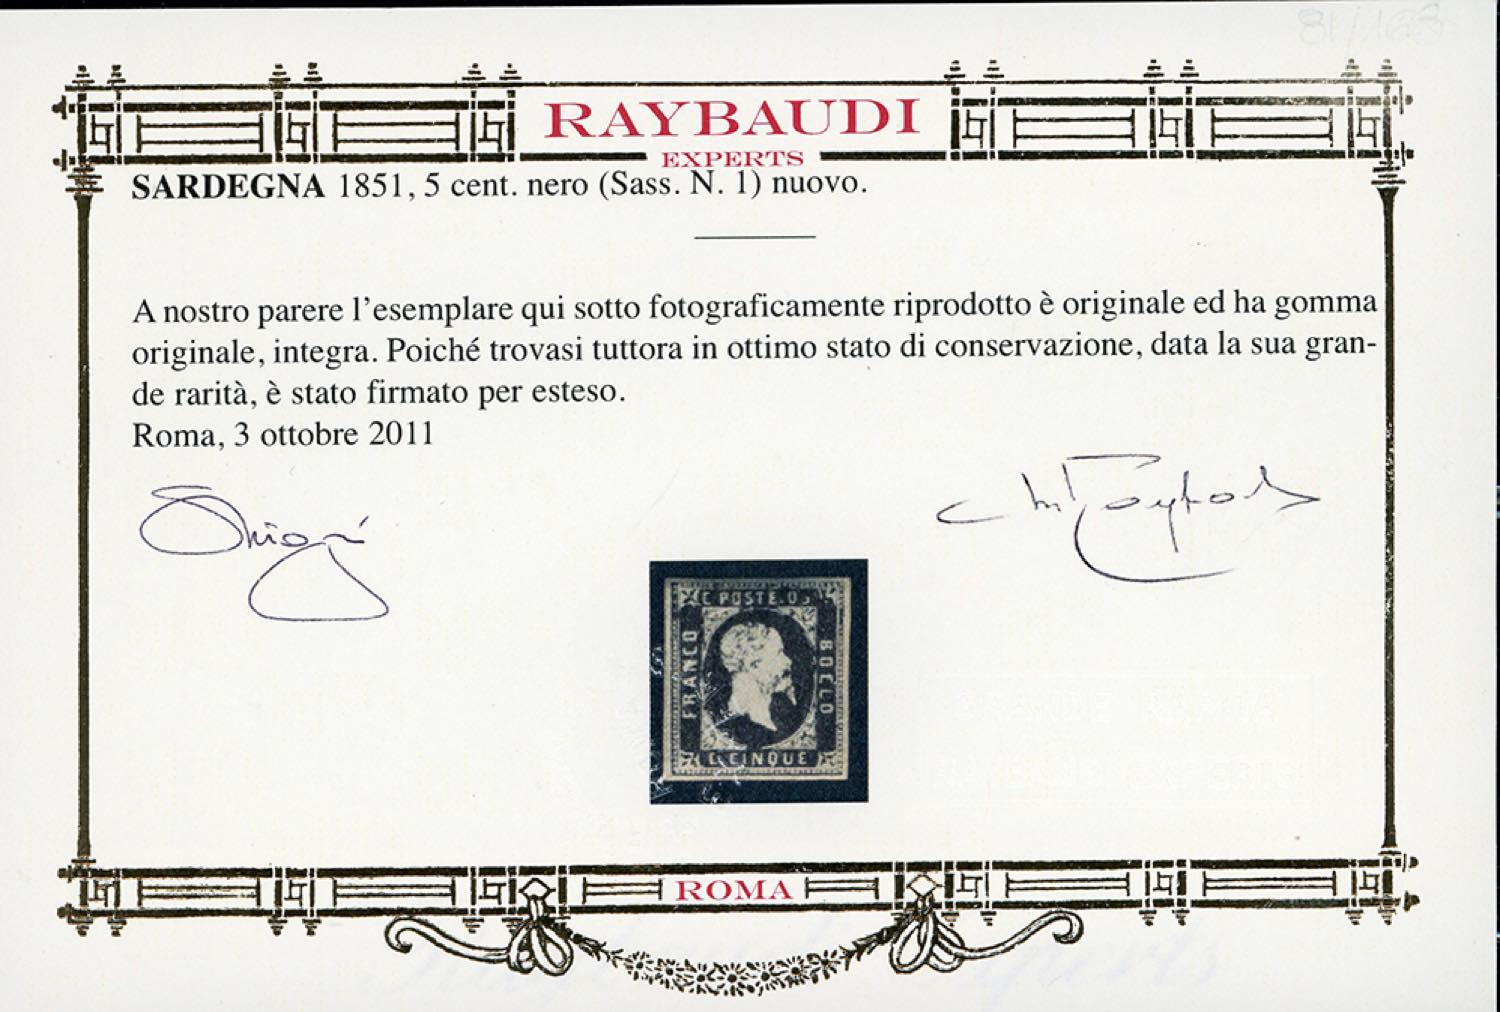 RAYBAUDI
EXPERTS
SARDEGNA 1851, 5 cent. nero (Sass. N. 1) nuovo.
A nostro parere l'esemplare qui sotto fotograficamente riprodotto è originale ed ha gomma
originale, integra. Poiché trovasi tuttora in ottimo stato di conservazione, data la sua gran-
de rarità, è stato firmato per esteso.
Roma, 3 ottobre 2011
C POSTE. 05
FRANCO
BOLLO
C CINQUE
ROMA